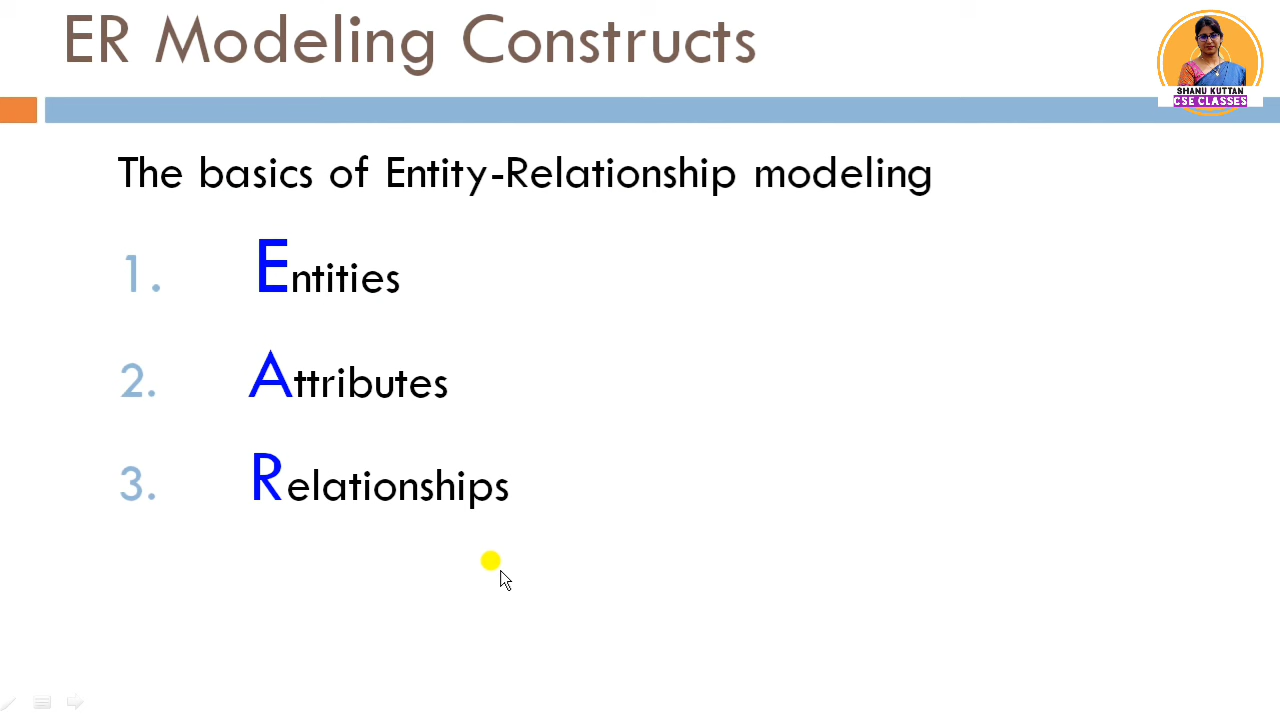 ER Modeling Constructs
SHANU KUTTAN
CSE CLASSES
The basics of Entity-Relationship modeling
1. Entities
2. Attributes
3. Relationships